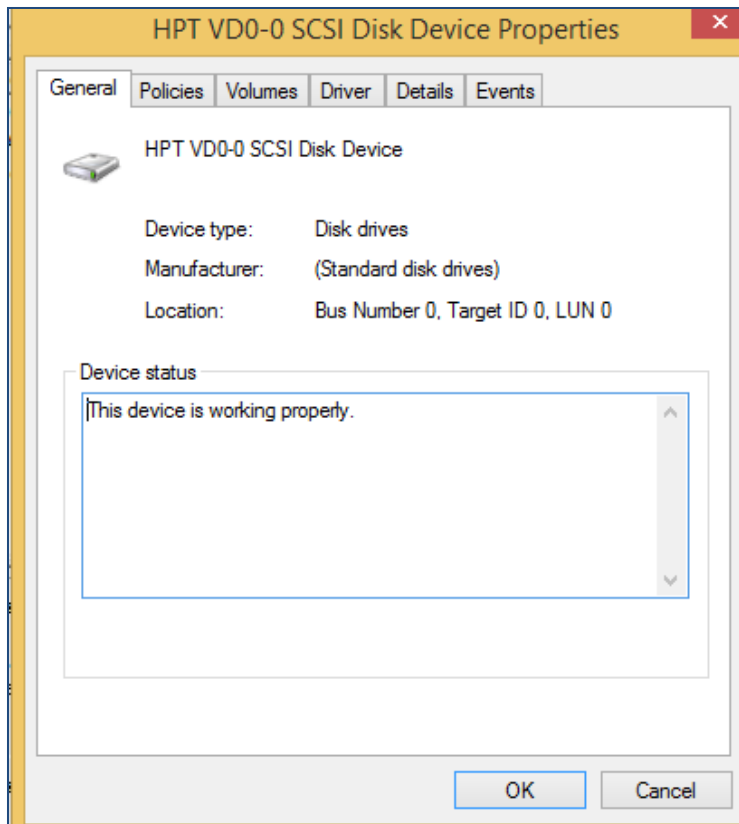 HPT VD0-0 SCSI Disk Device Properties
General Policies Volumes Driver Details Events
HPT VD0-0 SCSI Disk Device
Device type: Disk drives
Manufacturer: (Standard disk drives)
Location: Bus Number 0, Target ID 0, LUN 0
Device status
This device is working properly.
OK Cancel